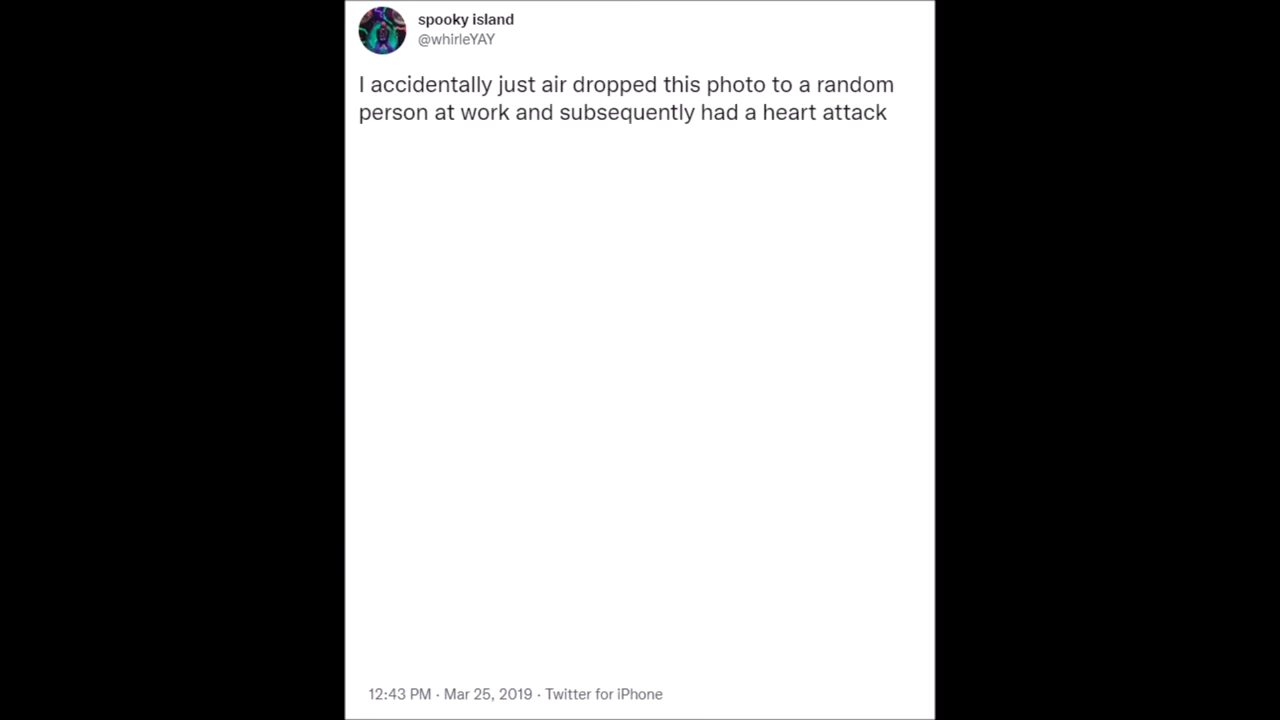 spooky island
@whirleYAY
I accidentally just air dropped this photo to a random
person at work and subsequently had a heart attack
12:43 PM · Mar 25, 2019 · Twitter for iPhone